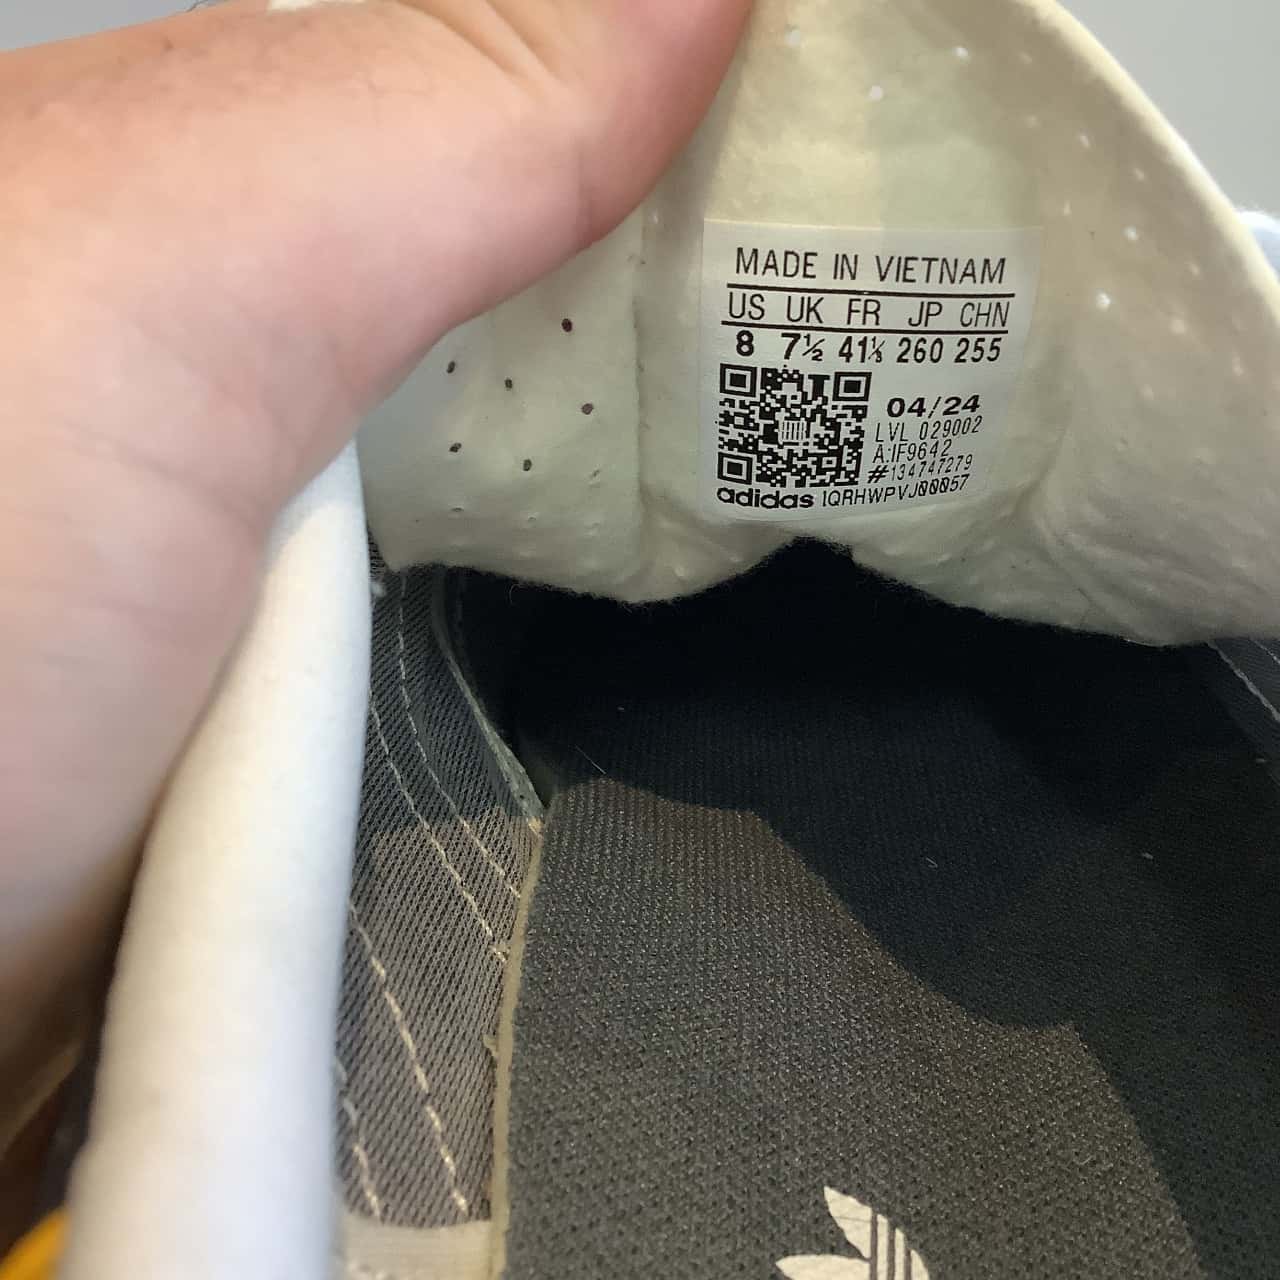 MADE IN VIETNAM
US UK FR JP CHN
8 7½ 41⅓ 260 255
04/24
LVL 029002
A:IF9642
#134747279
adidas 1QRHWPVJ00057